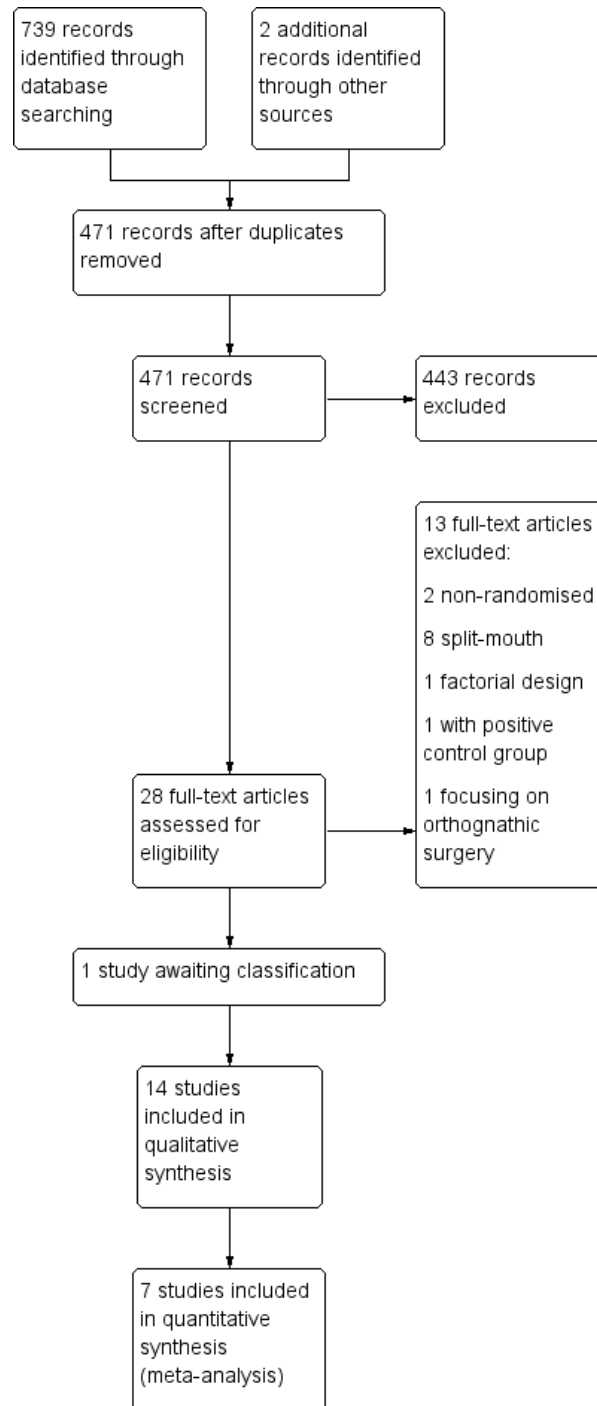 739 records
identified through
database
searching
2 additional
records identified
through other
sources
471 records after duplicates
removed
471 records
screened
443 records
excluded
13 full-text articles
excluded:
2 non-randomised
8 split-mouth
1 factorial design
1 with positive
control group
1 focusing on
orthognathic
surgery
28 full-text articles
assessed for
eligibility
1 study awaiting classification
14 studies
included in
qualitative
synthesis
7 studies included
in quantitative
synthesis
(meta-analysis)